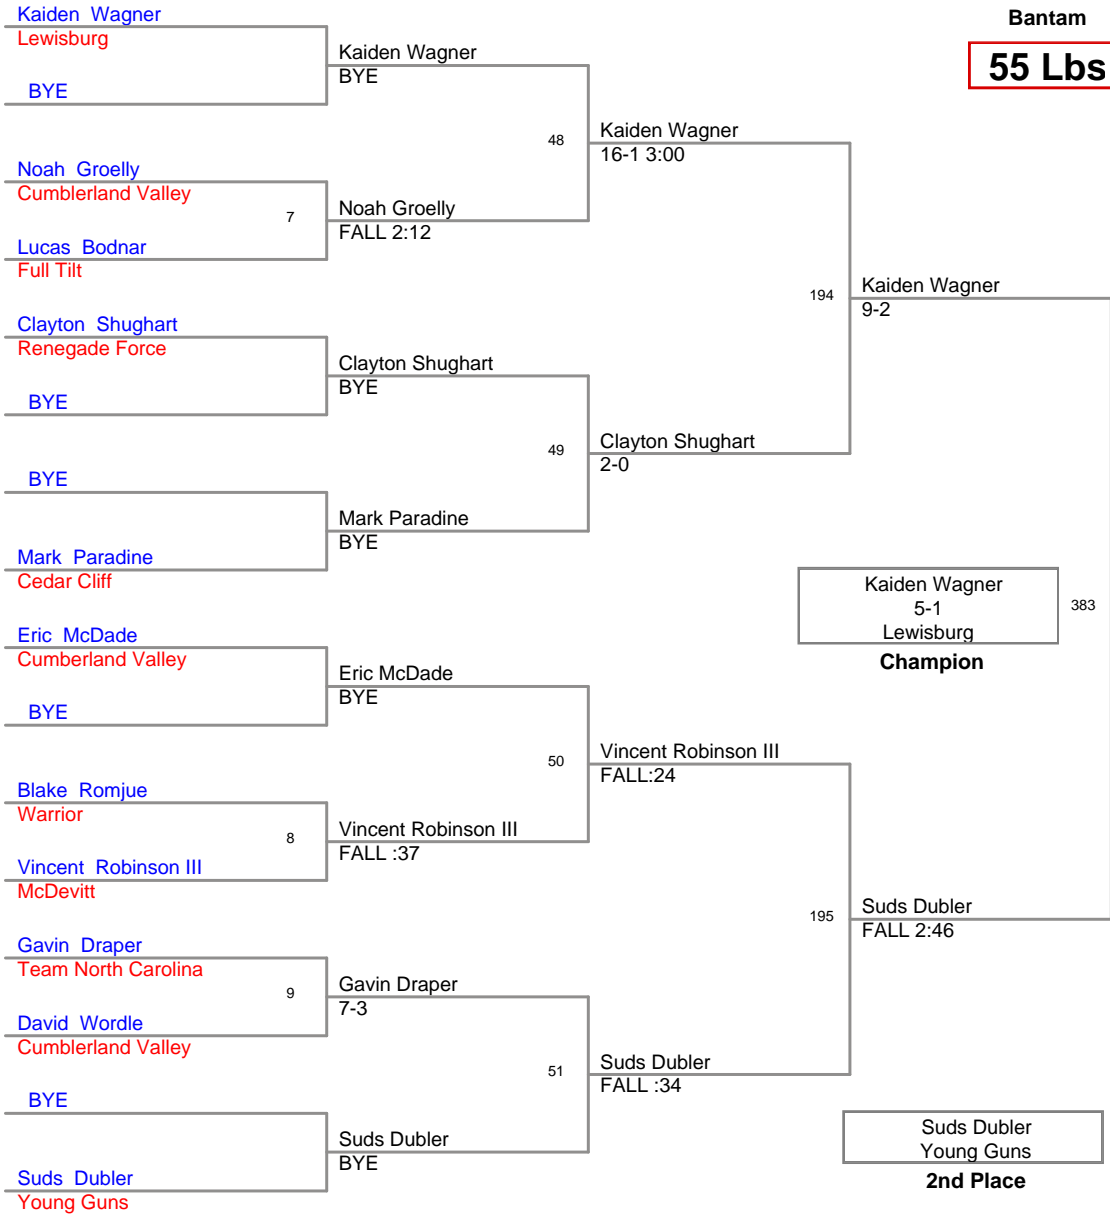 Bantam
55 Lbs
Kaiden Wagner
Lewisburg
BYE
Noah Groelly
Cumblerland Valley
7
Lucas Bodnar
Full Tilt
Clayton Shughart
Renegade Force
BYE
BYE
Mark Paradine
Cedar Cliff
Eric McDade
Cumberland Valley
BYE
Blake Romjue
Warrior
8
Vincent Robinson III
McDevitt
Gavin Draper
Team North Carolina
9
David Wordle
Cumblerland Valley
BYE
Suds Dubler
Young Guns
Kaiden Wagner
BYE
48
Noah Groelly
FALL 2:12
Clayton Shughart
BYE
49
Mark Paradine
BYE
Eric McDade
BYE
50
Vincent Robinson III
FALL :37
Gavin Draper
7-3
51
Suds Dubler
BYE
Kaiden Wagner
16-1 3:00
194
Clayton Shughart
2-0
Vincent Robinson III
FALL:24
195
Suds Dubler
FALL :34
Kaiden Wagner
9-2
Kaiden Wagner
5-1
Lewisburg
383
Champion
Suds Dubler
FALL 2:46
Suds Dubler
Young Guns
2nd Place